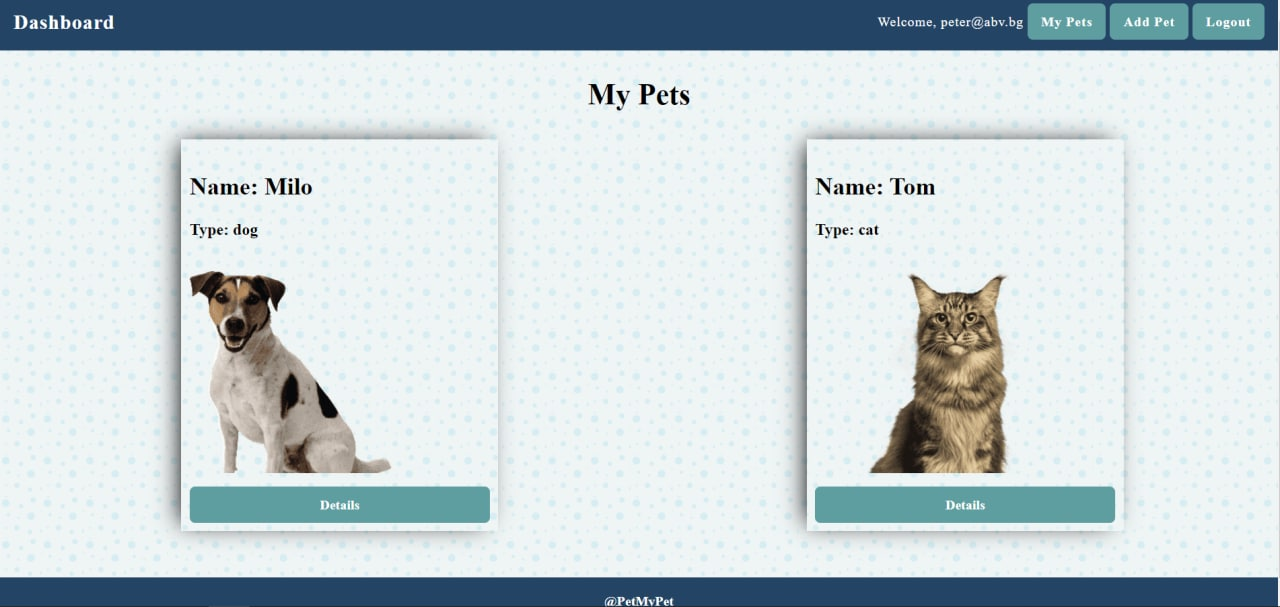 Dashboard
Welcome, peter@abv.bg My Pets Add Pet Logout
My Pets
Name: Milo
Type: dog
Details
Name: Tom
Type: cat
Details
@PetMyPet